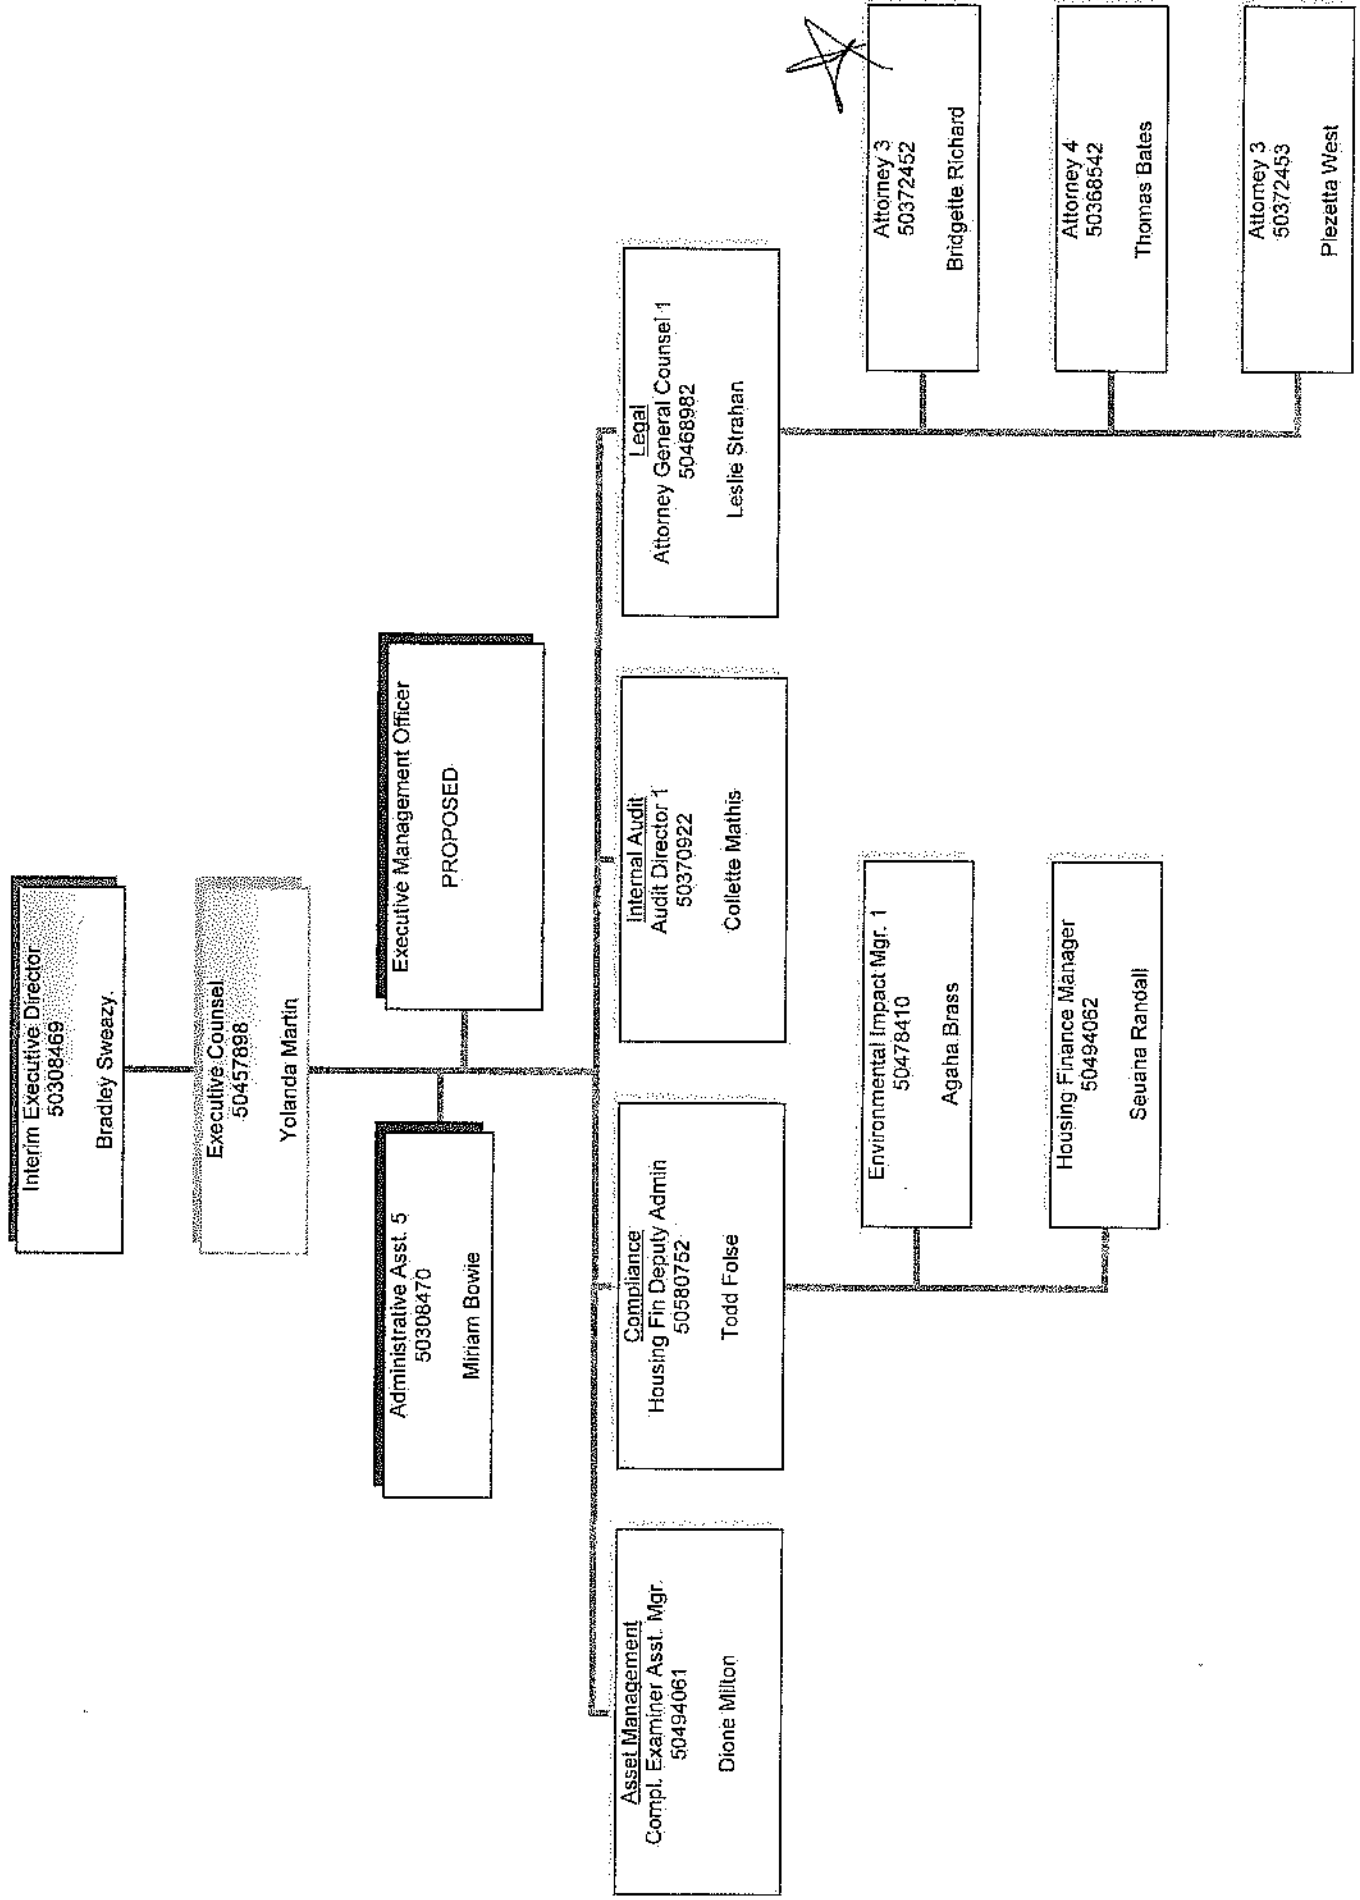 Interim Executive Director
50308469
Bradley Sweazy.
Executive Counsel
50457898
Yolanda Martin
Administrative Asst. 5
50308470
Miriam Bowie
Executive Management Officer
PROPOSED
Asset Management
Compl. Examiner Asst. Mgr.
50494061
Dione Milton
Compliance
Housing Fin Deputy Admin
50580752
Todd Folse
Internal Audit
Audit Director 1
50370922
Collette Mathis
Legal
Attorney General Counsel 1
50468982
Leslie Strahan
Environmental Impact Mgr. 1
50478410
Agaha Brass
Housing Finance Manager
50494062
Seuana Randall
Attorney 3
50372452
Bridgette Richard
Attorney 4
50368542
Thomas Bates
Attorney 3
50372453
Plezetta West